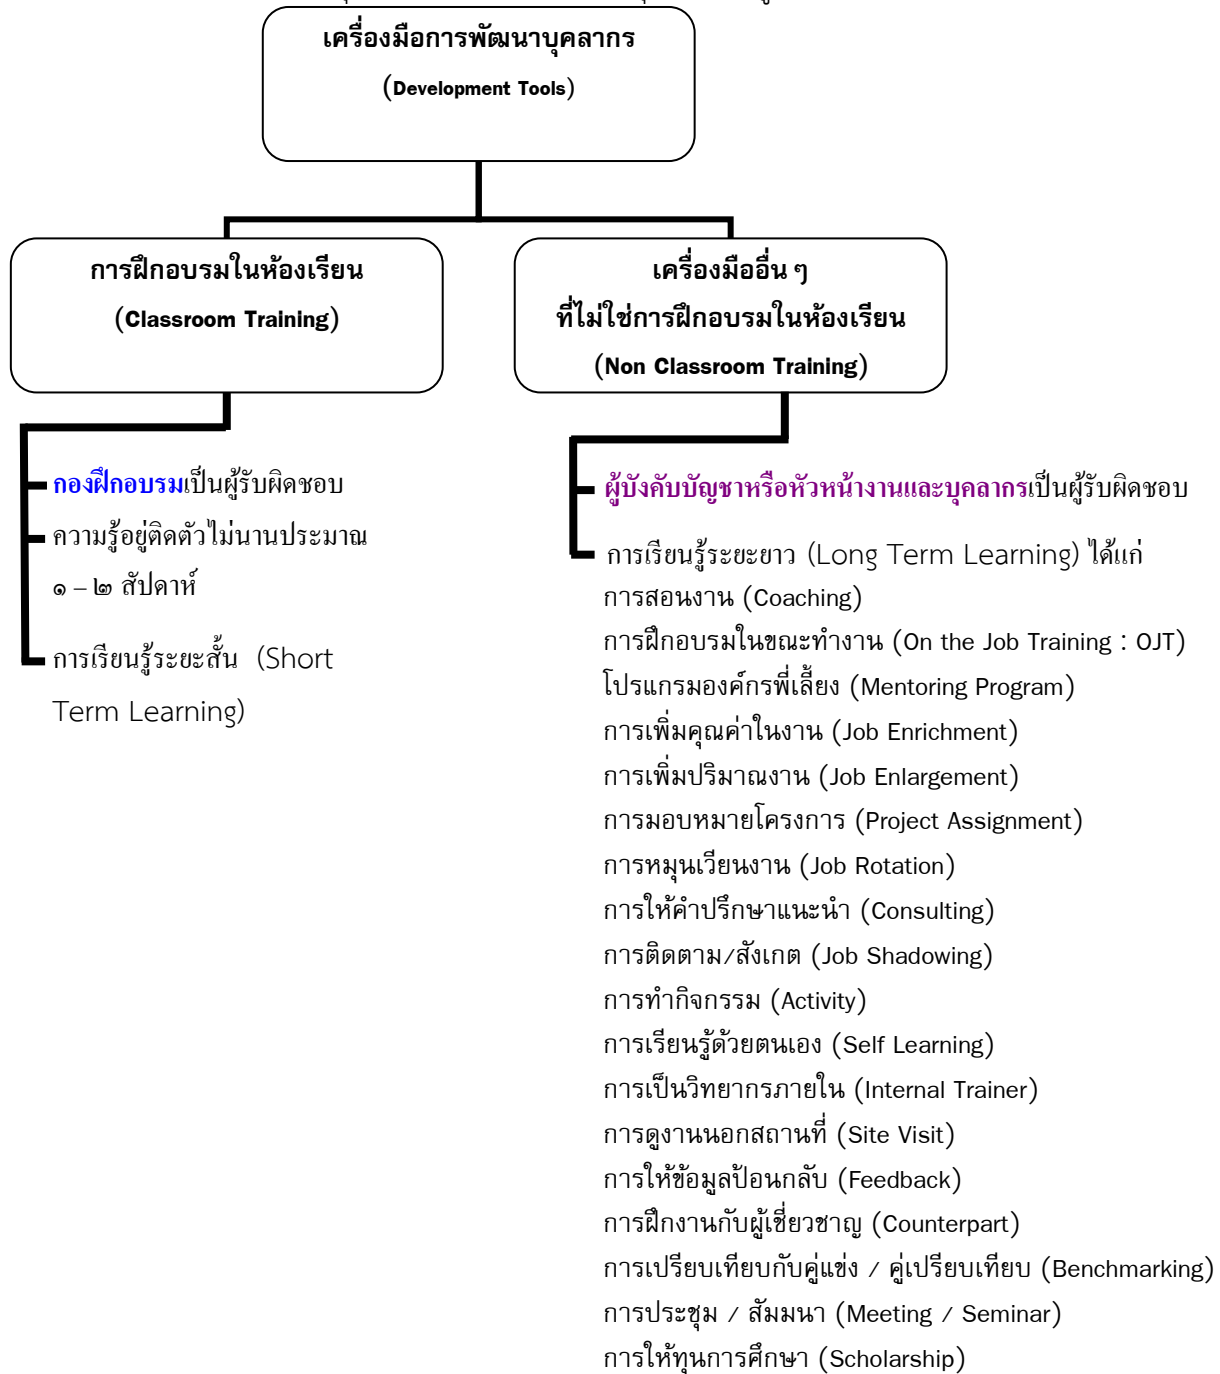 เครื่องมือการพัฒนาบุคลากร
(Development Tools)
การฝึกอบรมในห้องเรียน
(Classroom Training)
เครื่องมืออื่น ๆ
ที่ไม่ใช่การฝึกอบรมในห้องเรียน
(Non Classroom Training)
กองฝึกอบรมเป็นผู้รับผิดชอบ
ความรู้อยู่ติดตัวไม่นานประมาณ
๑ – ๒ สัปดาห์
การเรียนรู้ระยะสั้น (Short
Term Learning)
ผู้บังคับบัญชาหรือหัวหน้างานและบุคลากรเป็นผู้รับผิดชอบ
การเรียนรู้ระยะยาว (Long Term Learning) ได้แก่
การสอนงาน (Coaching)
การฝึกอบรมในขณะทำงาน (On the Job Training : OJT)
โปรแกรมองค์กรพี่เลี้ยง (Mentoring Program)
การเพิ่มคุณค่าในงาน (Job Enrichment)
การเพิ่มปริมาณงาน (Job Enlargement)
การมอบหมายโครงการ (Project Assignment)
การหมุนเวียนงาน (Job Rotation)
การให้คำปรึกษาแนะนำ (Consulting)
การติดตาม/สังเกต (Job Shadowing)
การทำกิจกรรม (Activity)
การเรียนรู้ด้วยตนเอง (Self Learning)
การเป็นวิทยากรภายใน (Internal Trainer)
การดูงานนอกสถานที่ (Site Visit)
การให้ข้อมูลป้อนกลับ (Feedback)
การฝึกงานกับผู้เชี่ยวชาญ (Counterpart)
การเปรียบเทียบกับคู่แข่ง / คู่เปรียบเทียบ (Benchmarking)
การประชุม / สัมมนา (Meeting / Seminar)
การให้ทุนการศึกษา (Scholarship)